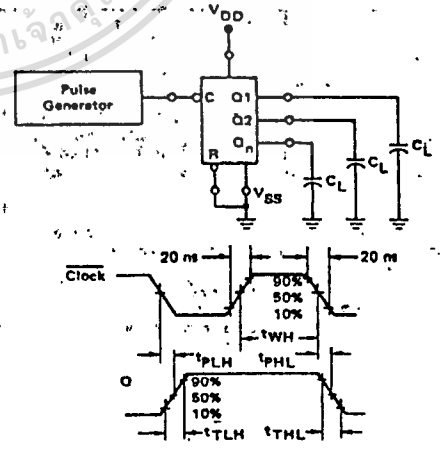 VDD
Pulse
Generator
C
Q1
Q2
Qn
R
VSS
CL
CL
CL
20 ns
20 ns
Clock
90%
50%
10%
tWH
tPLH
tPHL
Q
90%
50%
10%
tTLH
tTHL